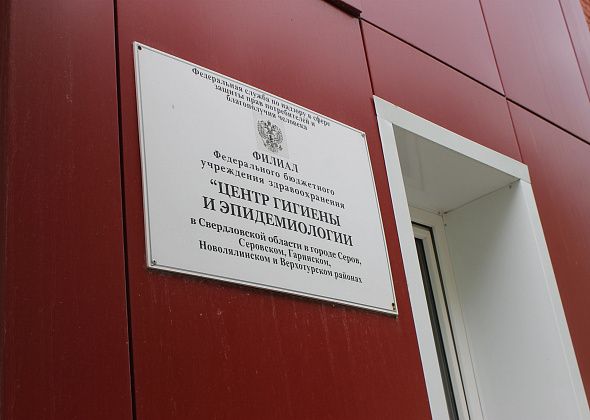 Федеральная служба по надзору в сфере
защиты прав потребителей и
благополучия человека
ФИЛИАЛ
Федерального бюджетного
учреждения здравоохранения
"ЦЕНТР ГИГИЕНЫ
И ЭПИДЕМИОЛОГИИ
в Свердловской области в городе Серов,
Серовском, Гаринском,
Новолялинском и Верхотурском районах